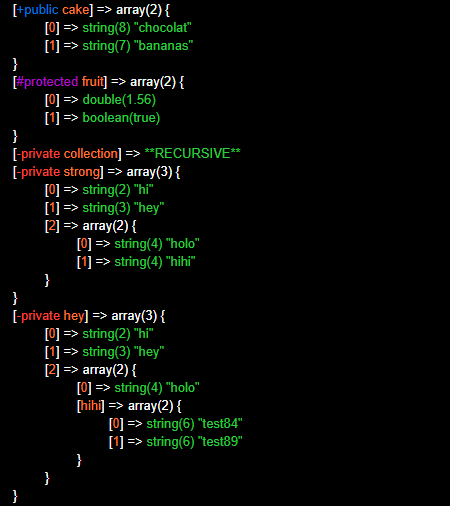 [+public cake] => array(2) {
[0] => string(8) "chocolat"
[1] => string(7) "bananas"
}
[#protected fruit] => array(2) {
[0] => double(1.56)
[1] => boolean(true)
}
[-private collection] => **RECURSIVE**
[-private strong] => array(3) {
[0] => string(2) "hi"
[1] => string(3) "hey"
[2] => array(2) {
[0] => string(4) "holo"
[1] => string(4) "hihi"
}
}
[-private hey] => array(3) {
[0] => string(2) "hi"
[1] => string(3) "hey"
[2] => array(2) {
[0] => string(4) "holo"
[hihi] => array(2) {
[0] => string(6) "test84"
[1] => string(6) "test89"
}
}
}